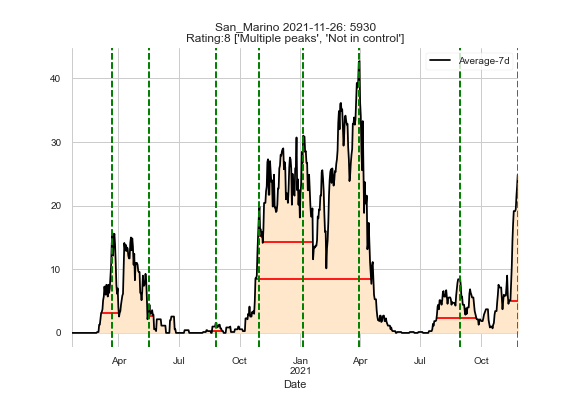 San_Marino 2021-11-26: 5930
Rating:8 ['Multiple peaks', 'Not in control']
Average-7d
40
30
20
10
0
Apr
Jul
Oct
Jan
2021
Apr
Jul
Oct
Date